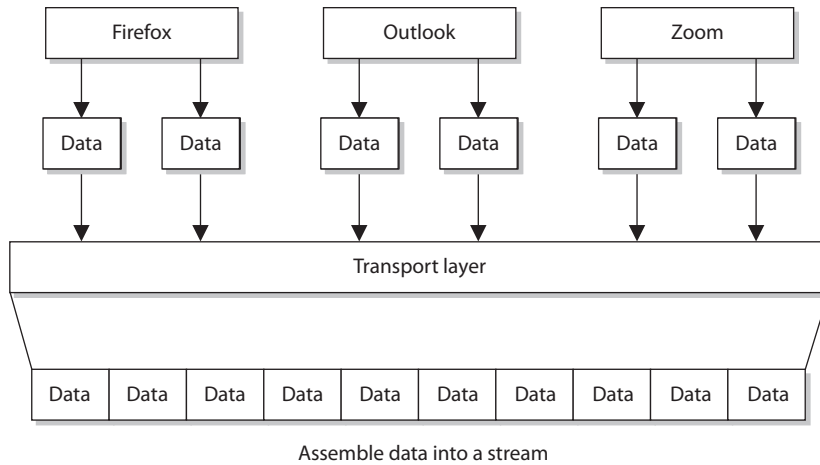 Firefox Outlook Zoom
Data Data Data Data Data Data
Transport layer
Data Data Data Data Data Data Data Data Data Data
Assemble data into a stream